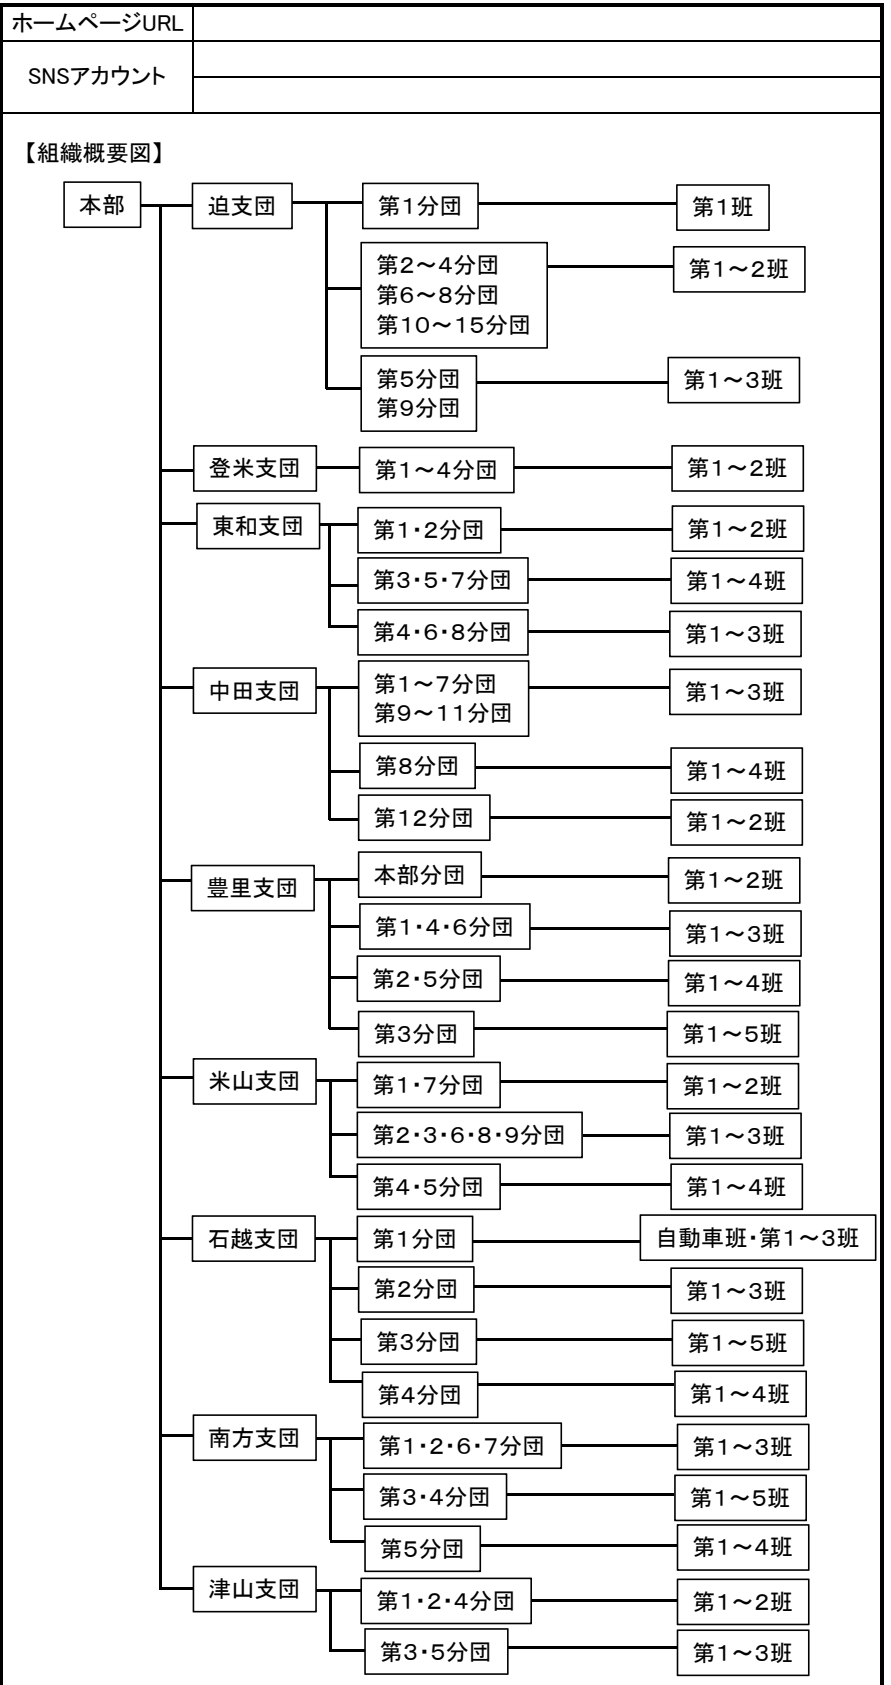 ホームページURL
SNSアカウント
【組織概要図】
本部
迫支団
第1分団
第1班
第2～4分団
第6～8分団
第10～15分団
第1～2班
第5分団
第9分団
第1～3班
登米支団
第1～4分団
第1～2班
東和支団
第1・2分団
第1～2班
第3・5・7分団
第1～4班
第4・6・8分団
第1～3班
中田支団
第1～7分団
第9～11分団
第1～3班
第8分団
第1～4班
第12分団
第1～2班
豊里支団
本部分団
第1～2班
第1・4・6分団
第1～3班
第2・5分団
第1～4班
第3分団
第1～5班
米山支団
第1・7分団
第1～2班
第2・3・6・8・9分団
第1～3班
第4・5分団
第1～4班
石越支団
第1分団
自動車班・第1～3班
第2分団
第1～3班
第3分団
第1～5班
第4分団
第1～4班
南方支団
第1・2・6・7分団
第1～3班
第3・4分団
第1～5班
第5分団
第1～4班
津山支団
第1・2・4分団
第1～2班
第3・5分団
第1～3班